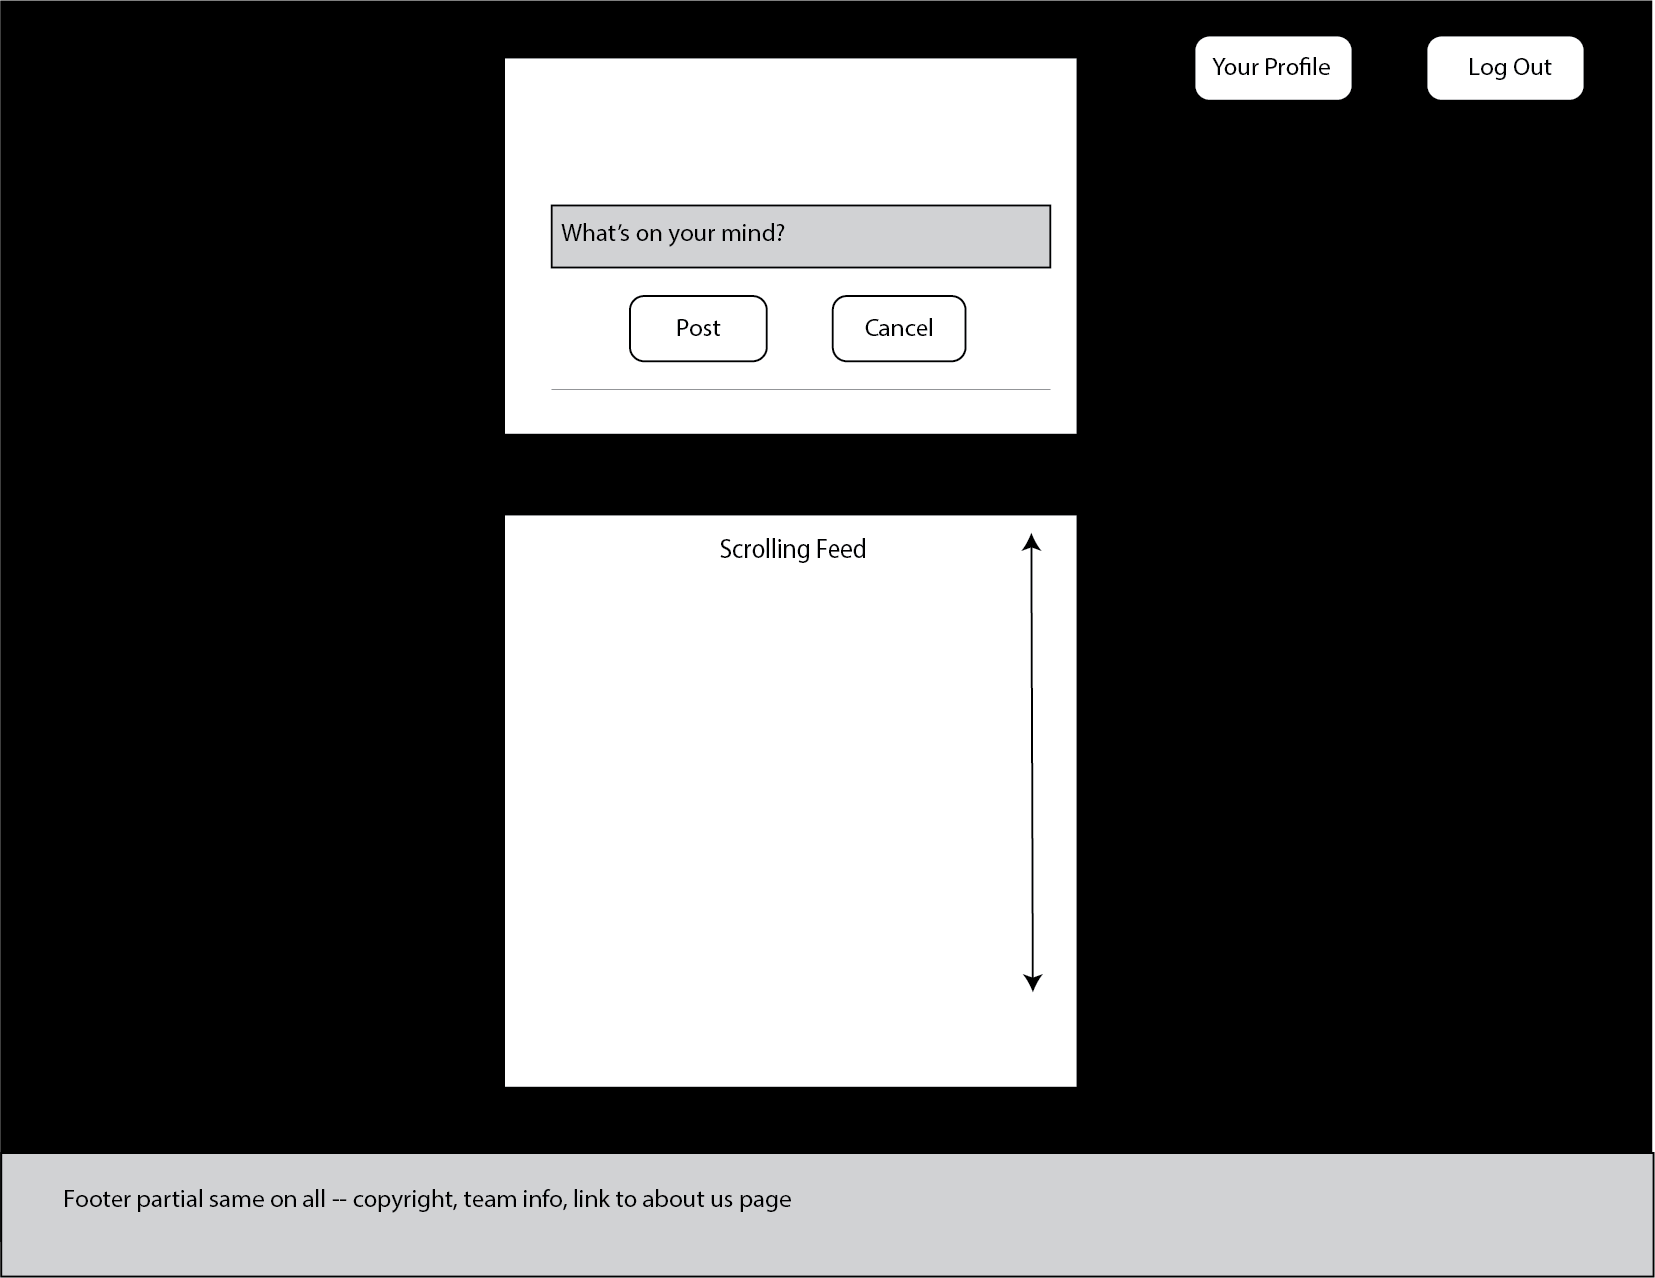 Your Profile
Log Out
What’s on your mind?
Post
Cancel
Scrolling Feed
Footer partial same on all -- copyright, team info, link to about us page